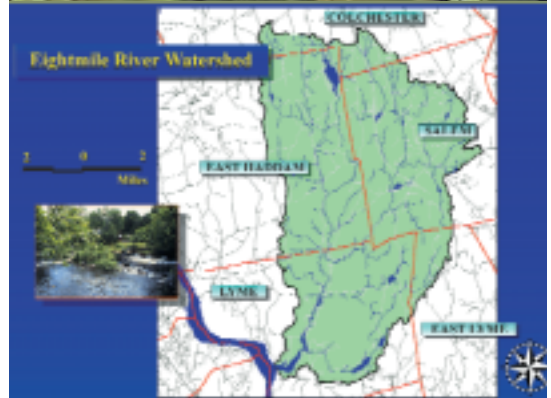 COLCHESTER
Eightmile River Watershed
SALEM
2 0 2
Miles
EAST HADDAM
LYME
EAST LYME